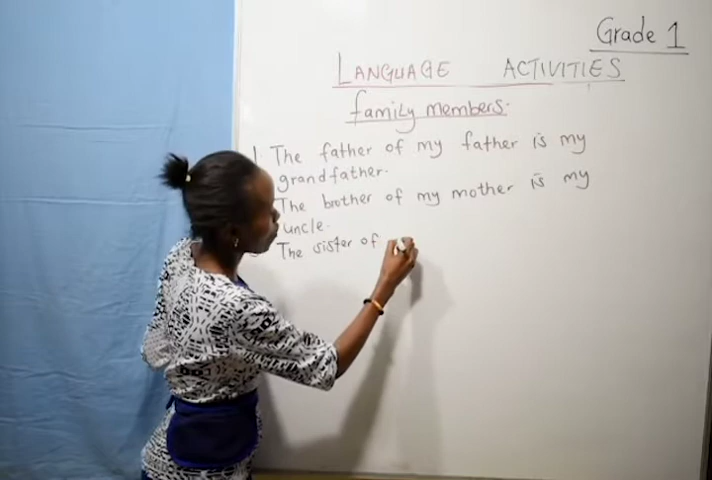 Grade 1
LANGUAGE ACTIVITIES
family members.
1. The father of my father is my
grandfather.
The brother of my mother is my
uncle.
The sister of